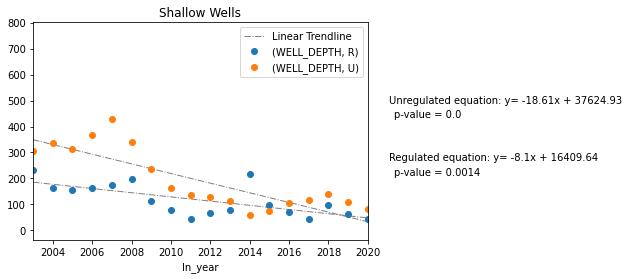 Shallow Wells
800
700
600
500
400
300
200
100
0
Linear Trendline
(WELL_DEPTH, R)
(WELL_DEPTH, U)
Unregulated equation: y= -18.61x + 37624.93
p-value = 0.0
Regulated equation: y= -8.1x + 16409.64
p-value = 0.0014
2004 2006 2008 2010 2012 2014 2016 2018 2020
In_year